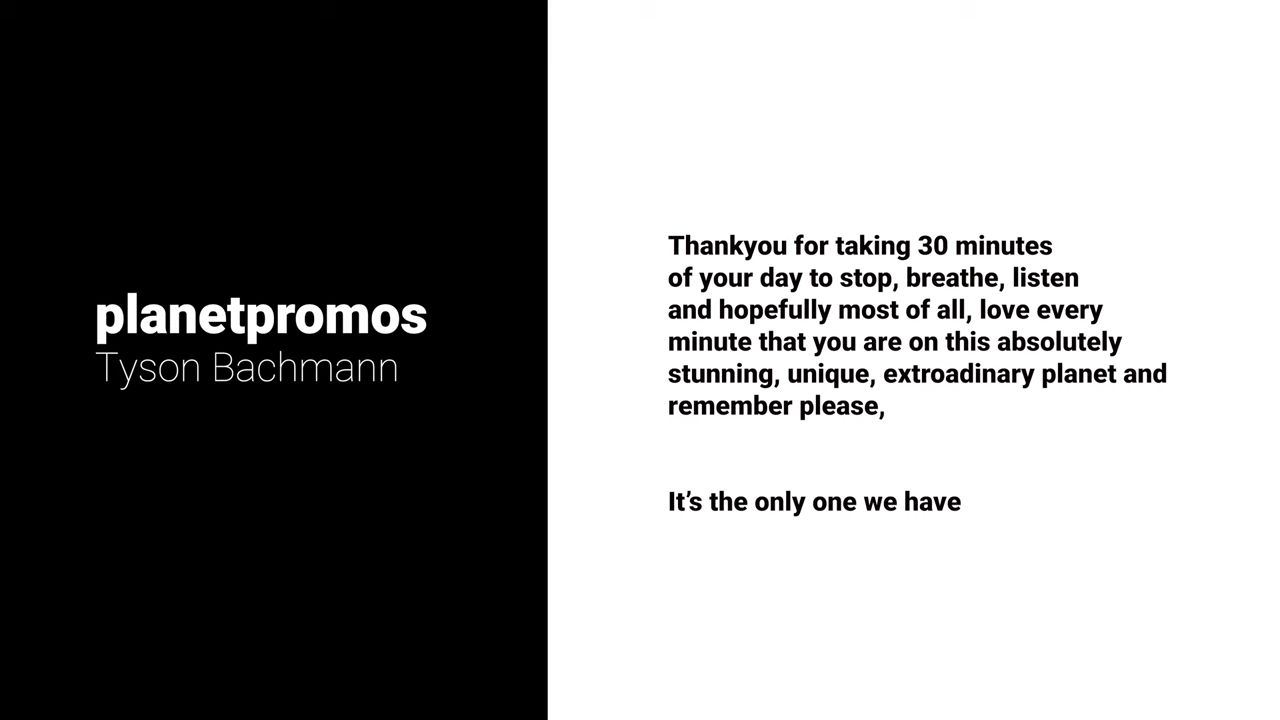 planetpromos
Tyson Bachmann
Thankyou for taking 30 minutes
of your day to stop, breathe, listen
and hopefully most of all, love every
minute that you are on this absolutely
stunning, unique, extroadinary planet and
remember please,
It’s the only one we have